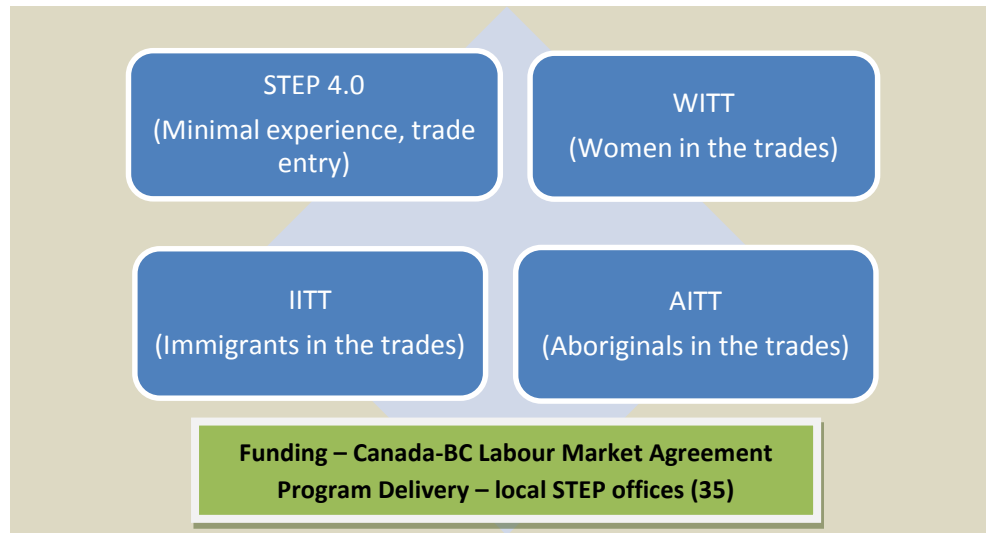 STEP 4.0
(Minimal experience, trade
entry)
WITT
(Women in the trades)
IITT
(Immigrants in the trades)
AITT
(Aboriginals in the trades)
Funding – Canada-BC Labour Market Agreement
Program Delivery – local STEP offices (35)